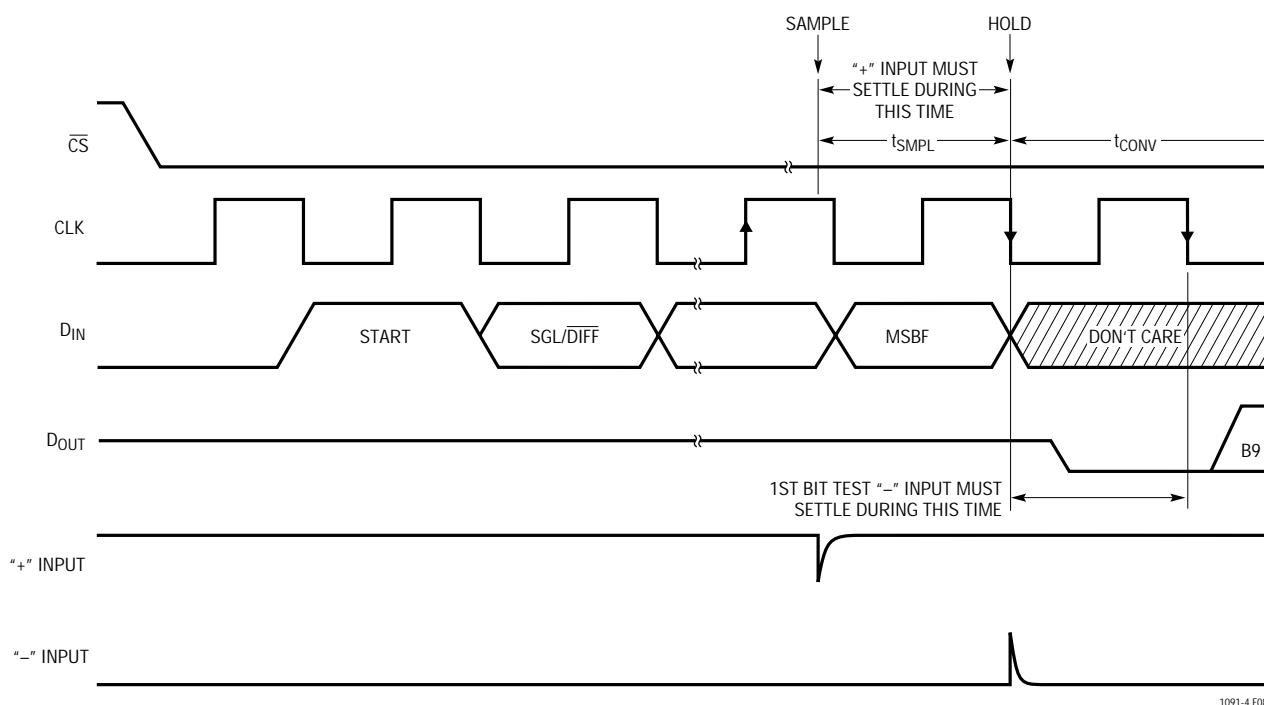 SAMPLE HOLD
“+” INPUT MUST
SETTLE DURING
THIS TIME
CS
tSMPL tCONV
CLK
DIN
START SGL/DIFF MSBF DON'T CARE
DOUT
B9
1ST BIT TEST “–” INPUT MUST
SETTLE DURING THIS TIME
“+” INPUT
“–” INPUT